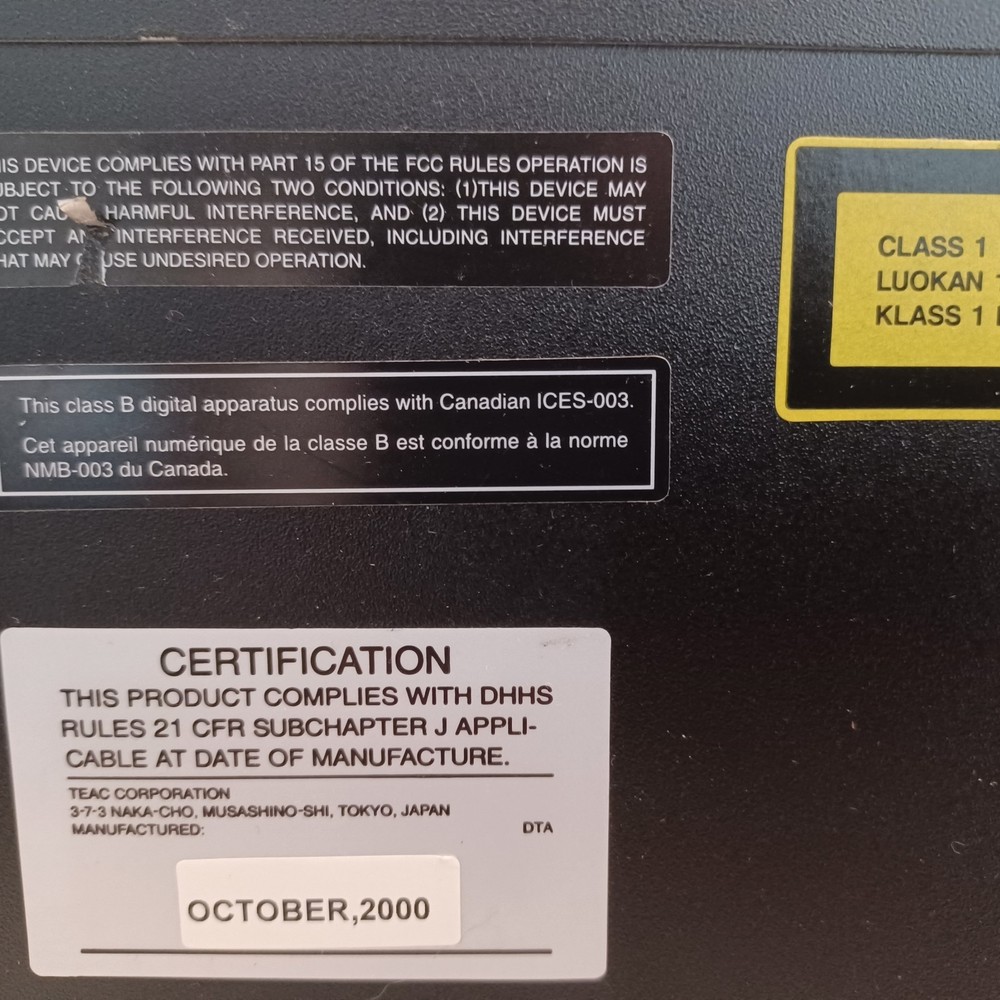 IS DEVICE COMPLIES WITH PART 15 OF THE FCC RULES OPERATION IS
UBJECT TO THE FOLLOWING TWO CONDITIONS: (1)THIS DEVICE MAY
OT HARMFUL INTERFERENCE, AND (2) THIS DEVICE MUST
CCEPT INTERFERENCE RECEIVED, INCLUDING INTERFERENCE
HAT MAY USE UNDESIRED OPERATION.
CLASS 1
LUOKAN
KLASS 1
This class B digital apparatus complies with Canadian ICES-003.
Cet appareil numérique de la classe B est conforme à la norme
NMB-003 du Canada.
CERTIFICATION
THIS PRODUCT COMPLIES WITH DHHS
RULES 21 CFR SUBCHAPTER J APPLI-
CABLE AT DATE OF MANUFACTURE.
TEAC CORPORATION
3-7-3 NAKA-CHO, MUSASHINO-SHI, TOKYO, JAPAN
MANUFACTURED: DTA
OCTOBER,2000